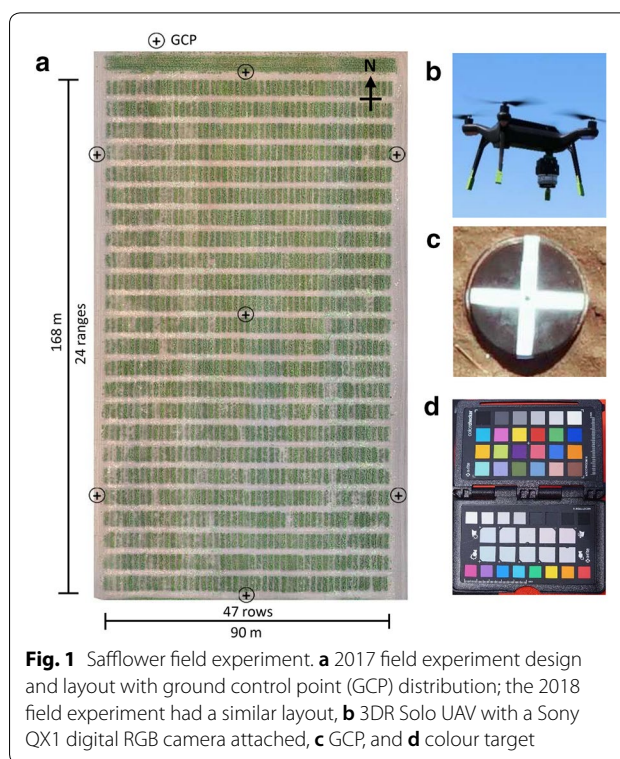 GCP
a
N
b
c
d
168 m
24 ranges
47 rows
90 m
Fig. 1 Safflower field experiment. a 2017 field experiment design
and layout with ground control point (GCP) distribution; the 2018
field experiment had a similar layout, b 3DR Solo UAV with a Sony
QX1 digital RGB camera attached, c GCP, and d colour target